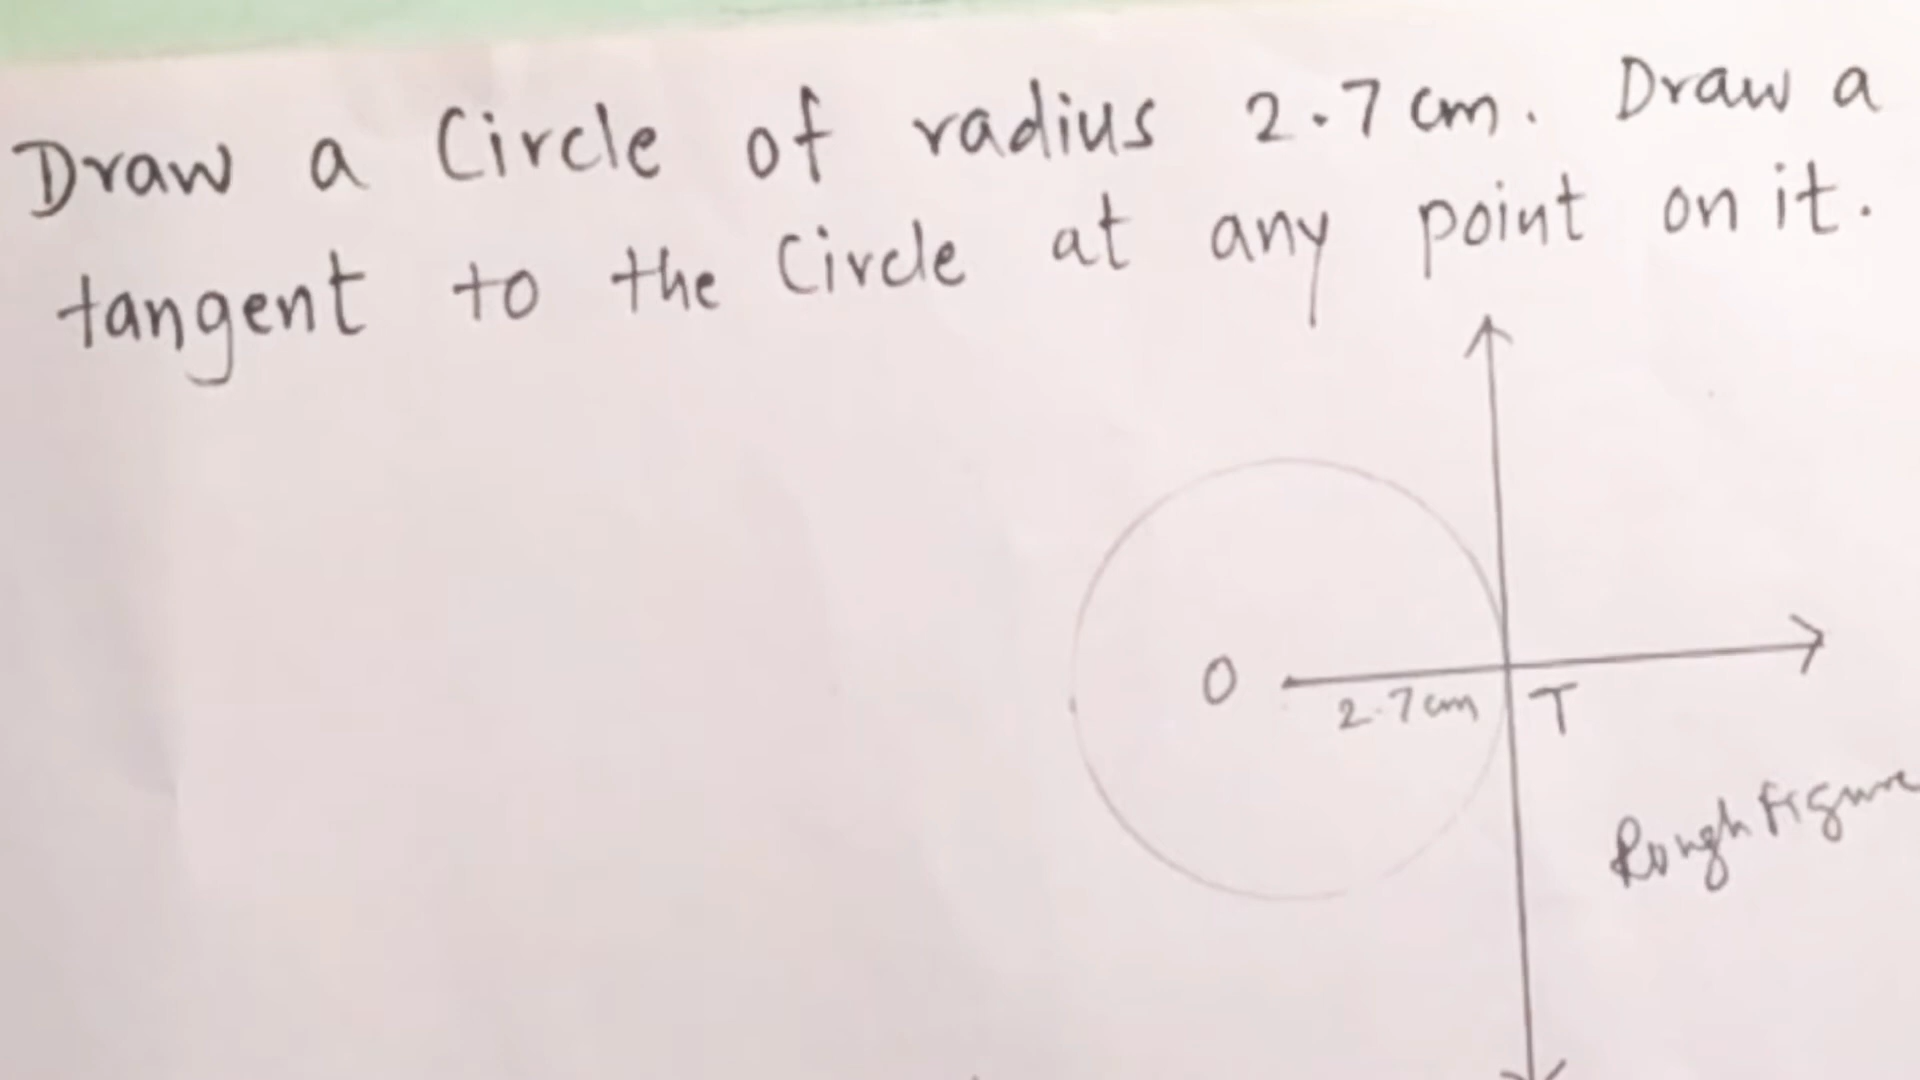 Draw a Circle of radius 2.7 cm. Draw a
tangent to the Circle at any point on it.
O
2.7 cm
T
Rough Figure